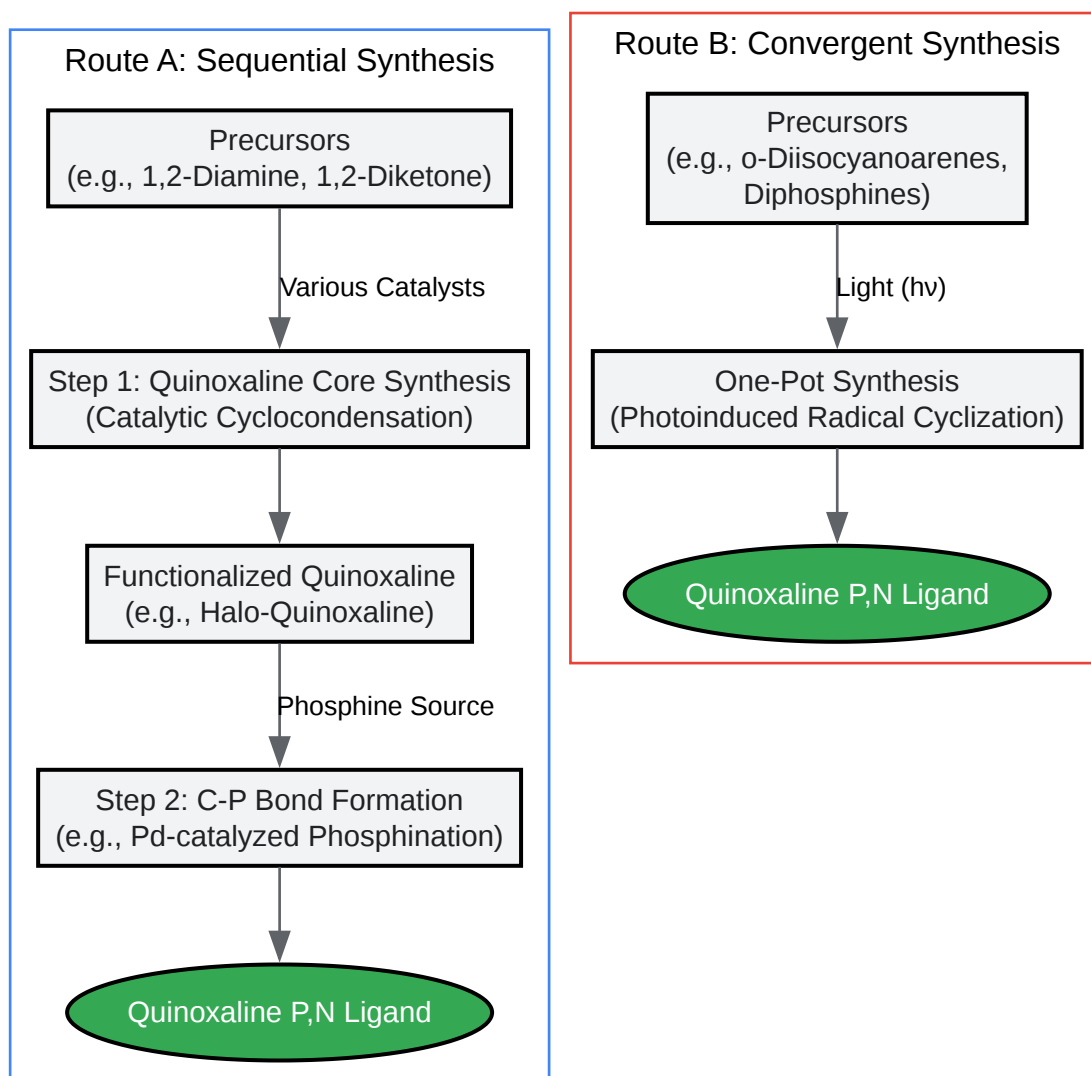 Route A: Sequential Synthesis
Precursors
(e.g., 1,2-Diamine, 1,2-Diketone)
Various Catalysts
Step 1: Quinoxaline Core Synthesis
(Catalytic Cyclocondensation)
Functionalized Quinoxaline
(e.g., Halo-Quinoxaline)
Phosphine Source
Step 2: C-P Bond Formation
(e.g., Pd-catalyzed Phosphination)
Quinoxaline P,N Ligand
Route B: Convergent Synthesis
Precursors
(e.g., o-Diisocyanoarenes,
Diphosphines)
Light (hν)
One-Pot Synthesis
(Photoinduced Radical Cyclization)
Quinoxaline P,N Ligand